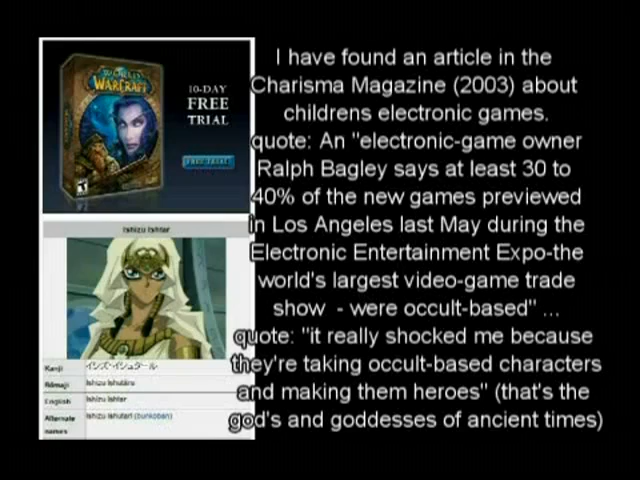 WORLD
WARCRAFT
10-DAY
FREE
TRIAL
FREE TRIAL
T
Ishizu Ishtar
Kanji イシズ・イシュタール
Rōmaji Ishizu Ishutāru
English Ishizu Ishtar
Alternate names Ishizu Ishutari (bunkoban)
I have found an article in the
Charisma Magazine (2003) about
childrens electronic games.
quote: An "electronic-game owner
Ralph Bagley says at least 30 to
40% of the new games previewed
in Los Angeles last May during the
Electronic Entertainment Expo-the
world's largest video-game trade
show - were occult-based" ...
quote: "it really shocked me because
they're taking occult-based characters
and making them heroes" (that's the
god's and goddesses of ancient times)